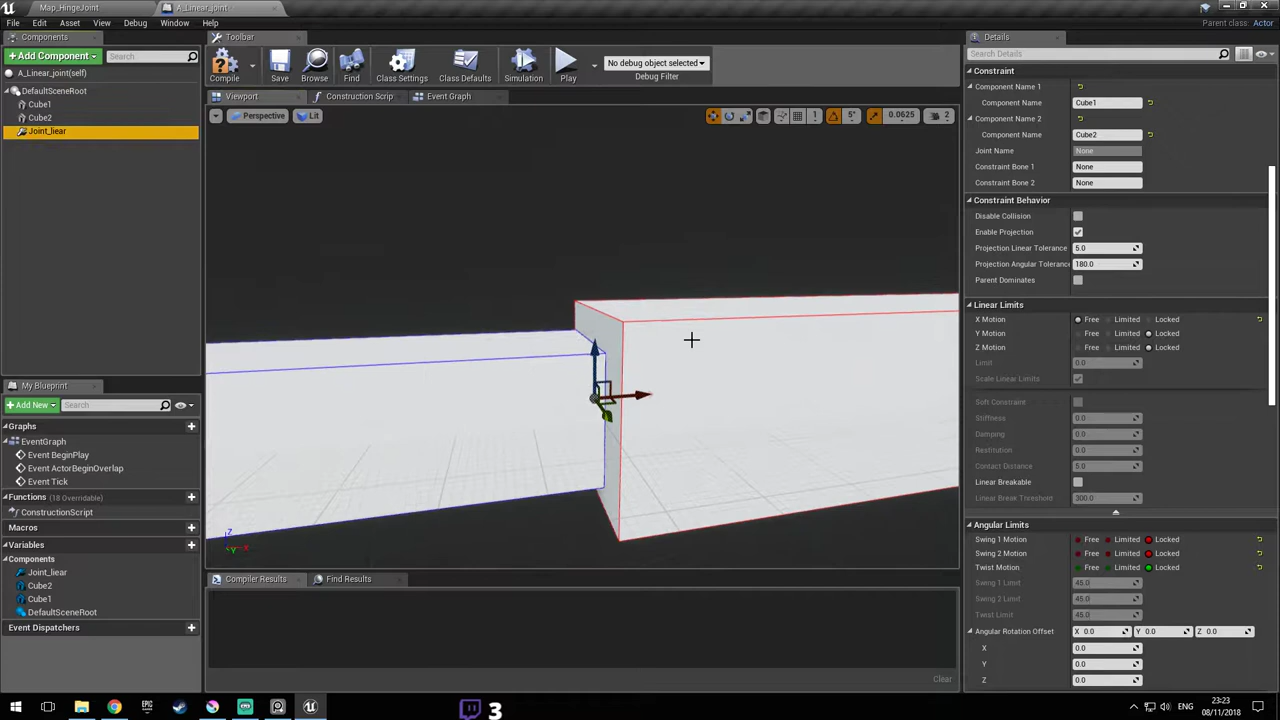 Map_HingeJoint
A_Linear_joint
File Edit Asset View Debug Window Help
Parent class: Actor
Components
Toolbar
Details
Add Component
Search
Search Details
A_Linear_joint(self)
DefaultSceneRoot
Cube1
Cube2
Joint_liear
Compile
Save
Browse
Find
Class Settings
Class Defaults
Simulation
Play
No debug object selected
Debug Filter
Viewport
Construction Scrip
Event Graph
Perspective
Lit
5°
0.0625
2
Constraint
Component Name 1
Component Name Cube1
Component Name 2
Component Name Cube2
Joint Name None
Constraint Bone 1 None
Constraint Bone 2 None
Constraint Behavior
Disable Collision
Enable Projection
Projection Linear Tolerance 5.0
Projection Angular Tolerance 180.0
Parent Dominates
Linear Limits
X Motion Free Limited Locked
Y Motion Free Limited Locked
Z Motion Free Limited Locked
Limit 0.0
Scale Linear Limits
Soft Constraint
Stiffness 0.0
Damping 0.0
Restitution 0.0
Contact Distance 5.0
Linear Breakable
Linear Break Threshold 300.0
Angular Limits
Swing 1 Motion Free Limited Locked
Swing 2 Motion Free Limited Locked
Twist Motion Free Limited Locked
Swing 1 Limit 45.0
Swing 2 Limit 45.0
Twist Limit 45.0
Angular Rotation Offset X 0.0 Y 0.0 Z 0.0
X 0.0
Y 0.0
Z 0.0
My Blueprint
Add New
Search
Graphs
EventGraph
Event BeginPlay
Event ActorBeginOverlap
Event Tick
Functions (18 Overridable)
ConstructionScript
Macros
Variables
Components
Joint_liear
Cube2
Cube1
DefaultSceneRoot
Event Dispatchers
Z
X
Y
Compiler Results
Find Results
Clear
EPIC
3
ENG
23:23
08/11/2018